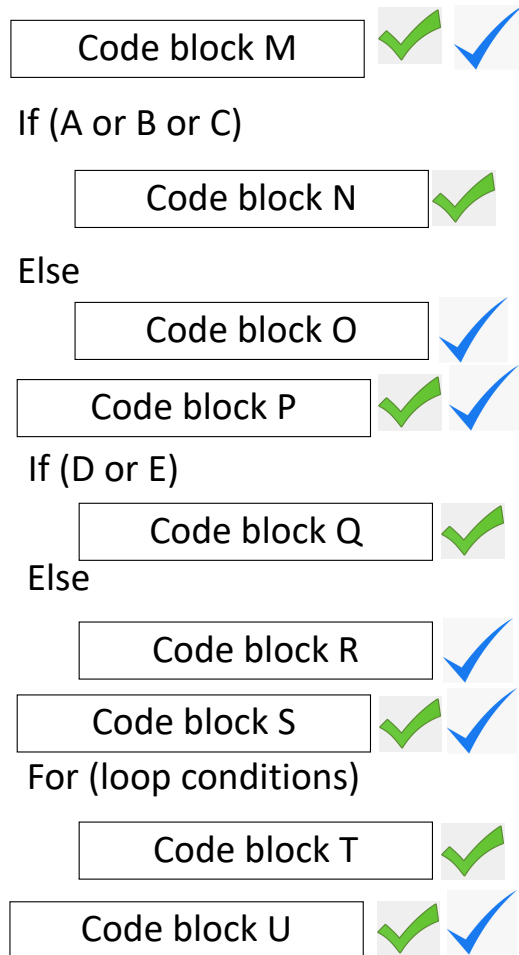 Code block M
If (A or B or C)
Code block N
Else
Code block O
Code block P
If (D or E)
Code block Q
Else
Code block R
Code block S
For (loop conditions)
Code block T
Code block U